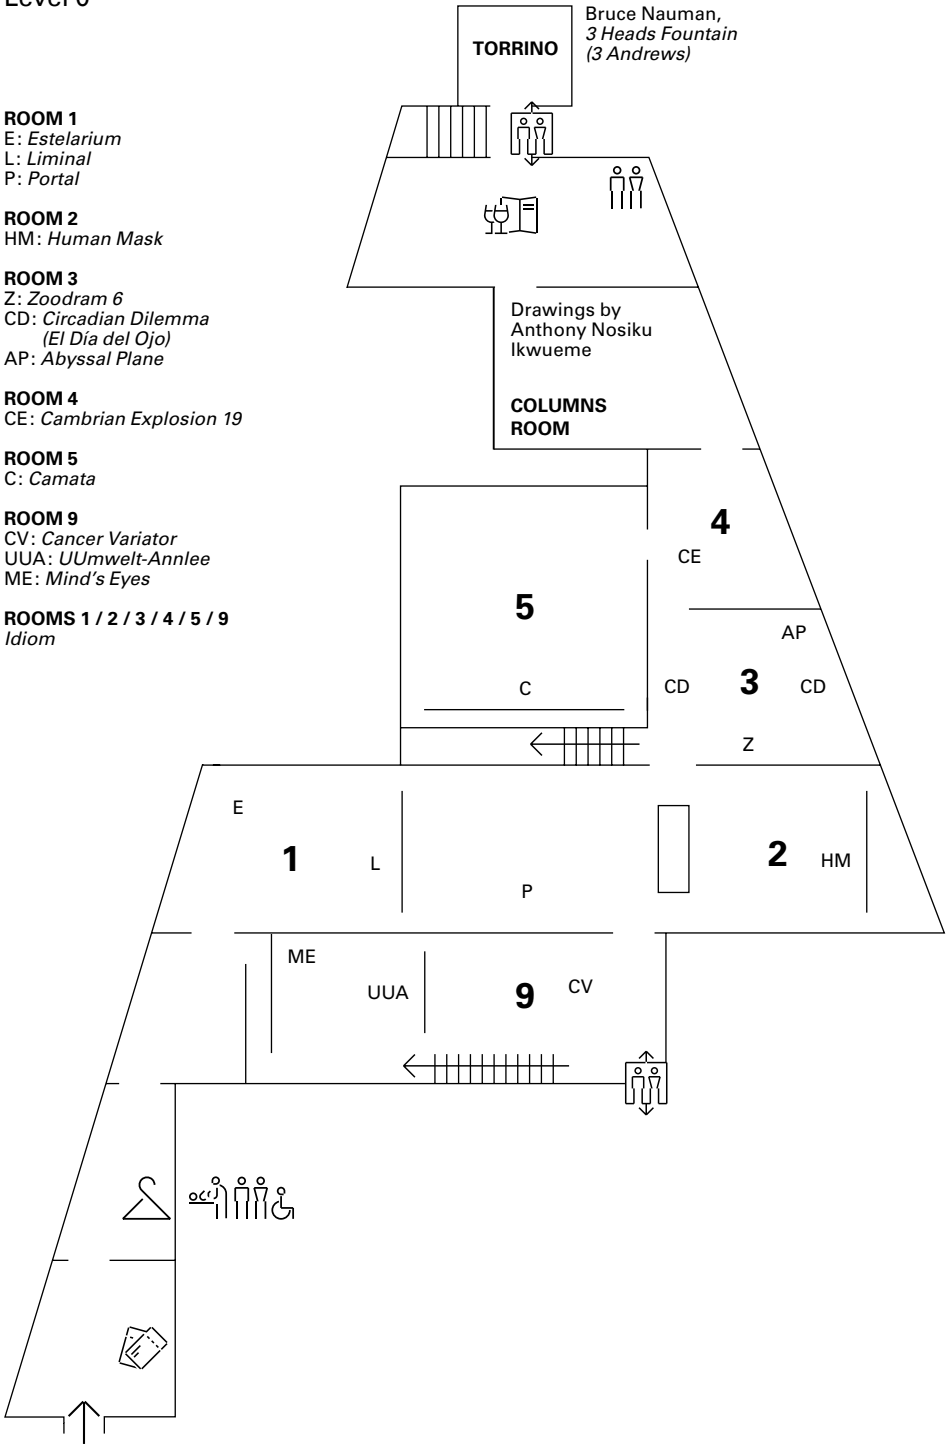 Level 0
TORRINO
Bruce Nauman,
3 Heads Fountain
(3 Andrews)
ROOM 1
E: Estelarium
L: Liminal
P: Portal
ROOM 2
HM: Human Mask
ROOM 3
Z: Zoodram 6
CD: Circadian Dilemma
(El Día del Ojo)
AP: Abyssal Plane
ROOM 4
CE: Cambrian Explosion 19
ROOM 5
C: Camata
ROOM 9
CV: Cancer Variator
UUA: UUmwelt-Annlee
ME: Mind's Eyes
ROOMS 1 / 2 / 3 / 4 / 5 / 9
Idiom
Drawings by
Anthony Nosiku
Ikwueme
COLUMNS
ROOM
4
CE
5
AP
C
CD
3
CD
Z
E
1
L
P
2
HM
ME
UUA
9
CV